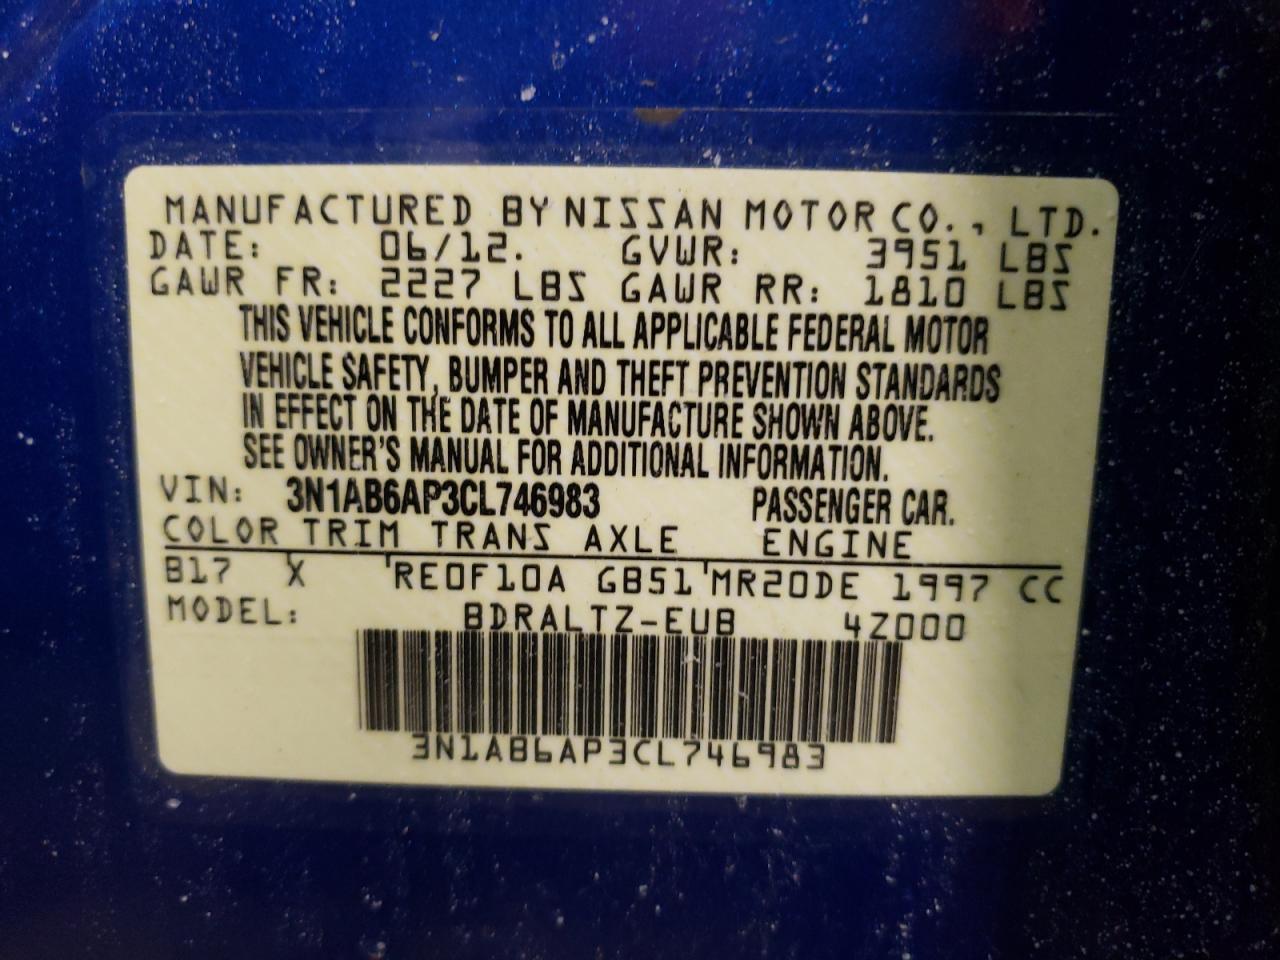 MANUFACTURED BY NISSAN MOTOR CO., LTD.
DATE: 06/12. GVWR: 3951 LBS
GAWR FR: 2227 LBS GAWR RR: 1810 LBS
THIS VEHICLE CONFORMS TO ALL APPLICABLE FEDERAL MOTOR
VEHICLE SAFETY, BUMPER AND THEFT PREVENTION STANDARDS
IN EFFECT ON THE DATE OF MANUFACTURE SHOWN ABOVE.
SEE OWNER'S MANUAL FOR ADDITIONAL INFORMATION.
VIN: 3N1AB6AP3CL746983 PASSENGER CAR.
COLOR TRIM TRANS AXLE ENGINE
B17 X RE0F10A GB51 MR20DE 1997 CC
MODEL: BDRALTZ-EUB 4Z000
3N1AB6AP3CL746983